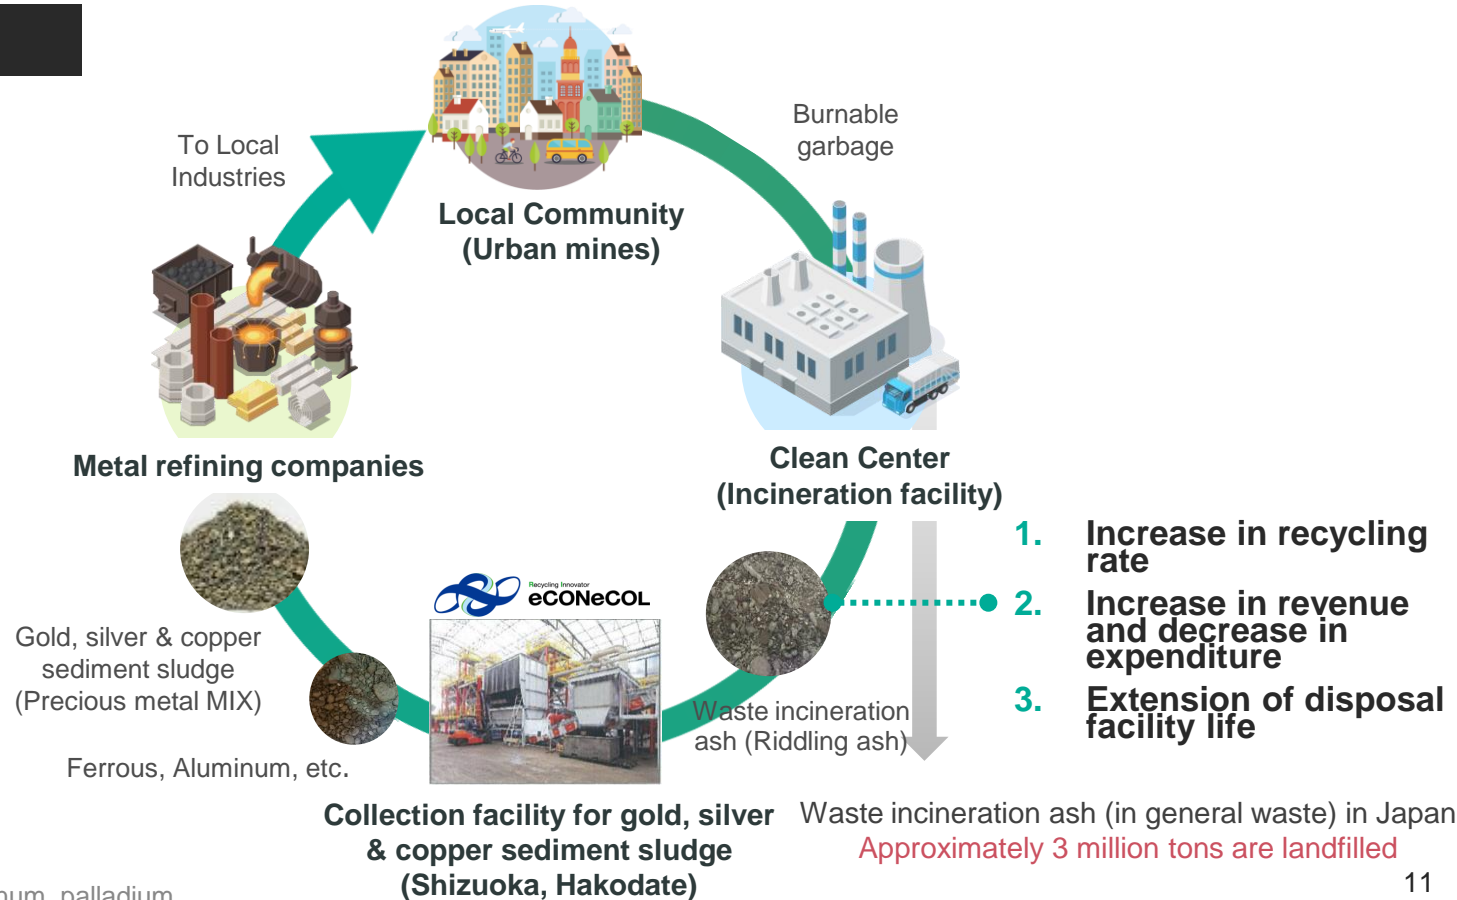 Burnable
garbage
To Local
Industries
Local Community
(Urban mines)
Metal refining companies
Clean Center
(Incineration facility)
1. Increase in recycling
rate
2. Increase in revenue
and decrease in
expenditure
3. Extension of disposal
facility life
Recycling Innovator
eCONeCOL
Gold, silver & copper
sediment sludge
(Precious metal MIX)
Ferrous, Aluminum, etc.
Waste incineration
ash (Riddling ash)
Collection facility for gold, silver
& copper sediment sludge
(Shizuoka, Hakodate)
Waste incineration ash (in general waste) in Japan
Approximately 3 million tons are landfilled
palladium
11